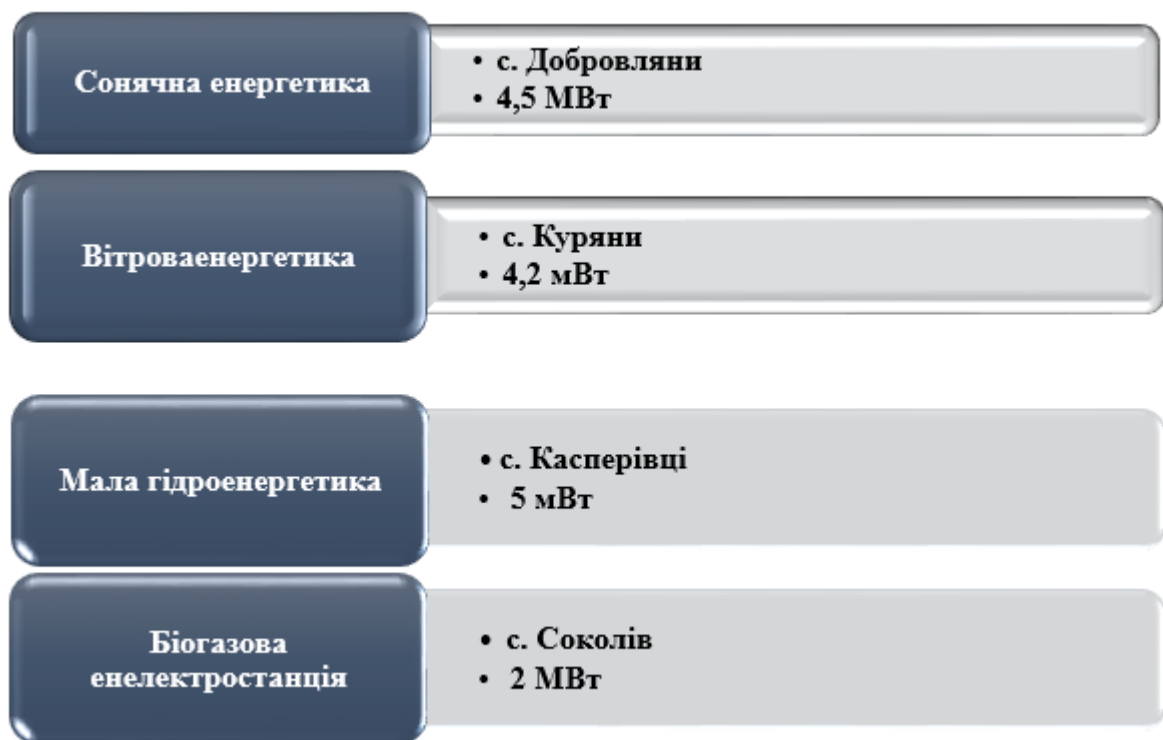 Сонячна енергетика
• с. Добровляни
• 4,5 МВт
Вітроваенергетика
• с. Куряни
• 4,2 мВт
Мала гідроенергетика
• с. Касперівці
• 5 мВт
Біогазова
енелектростанція
• с. Соколів
• 2 МВт